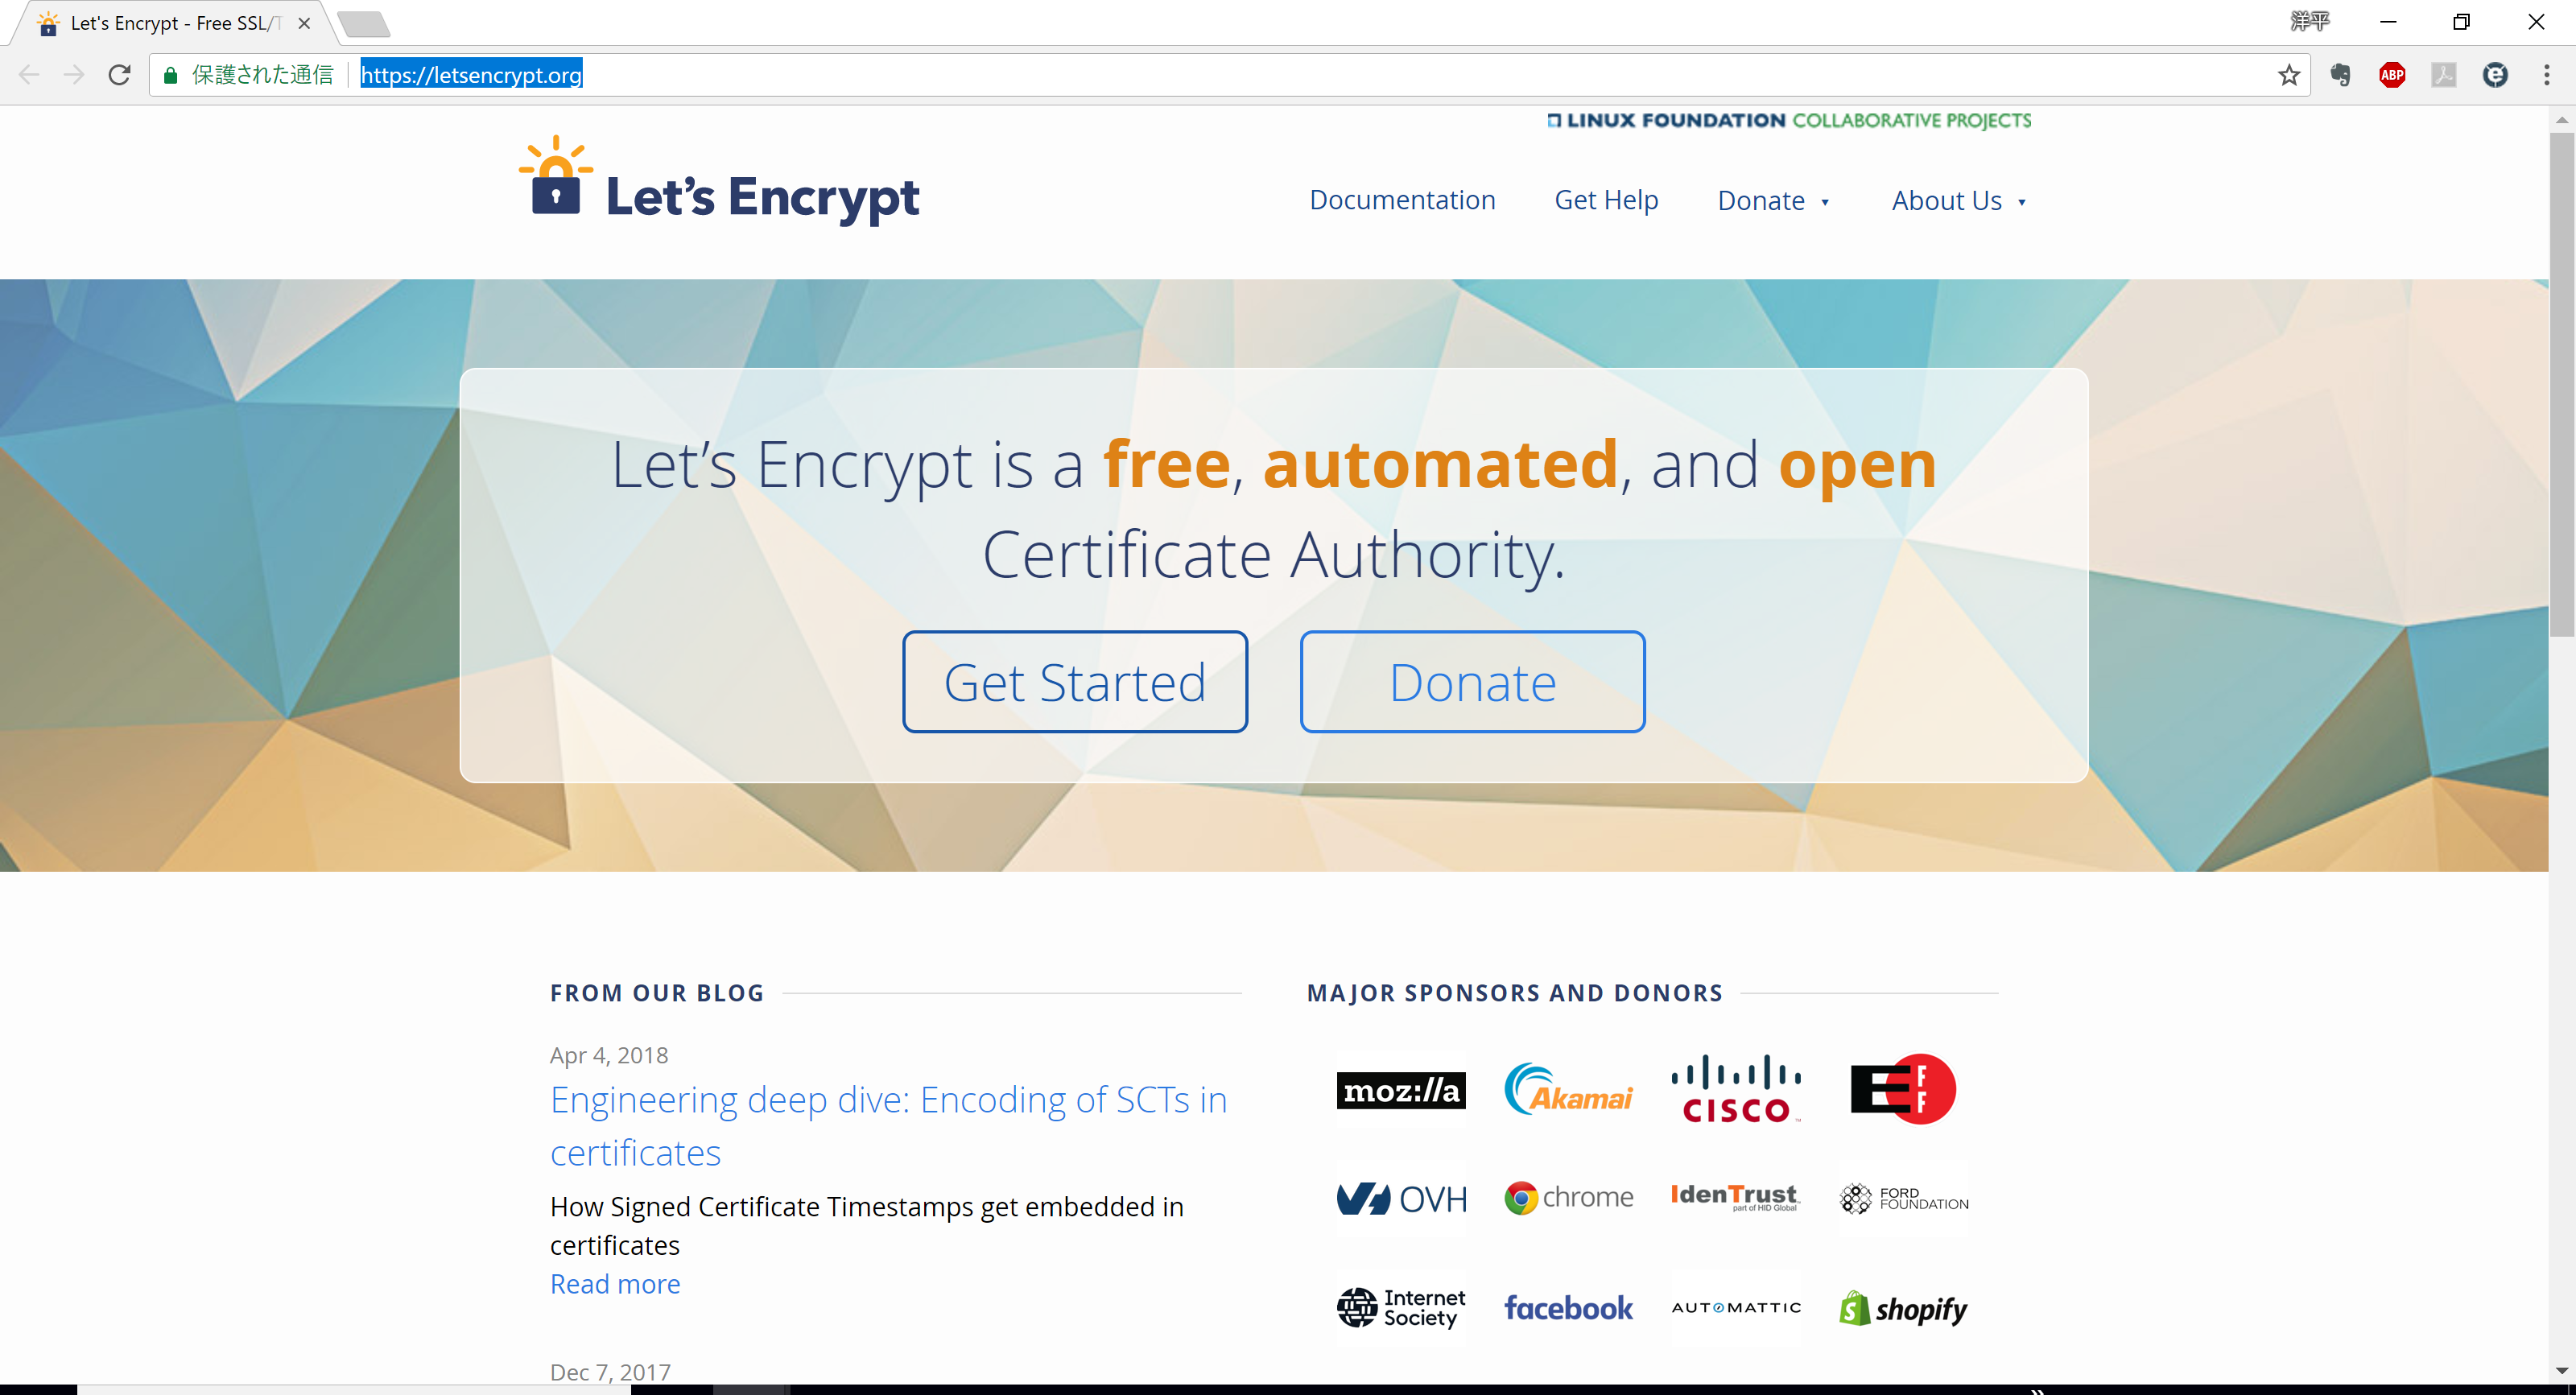 Let's Encrypt - Free SSL/T
洋平
保護された通信
https://letsencrypt.org
ABP
LINUX FOUNDATION COLLABORATIVE PROJECTS
Let's Encrypt
Documentation
Get Help
Donate
About Us
Let's Encrypt is a free, automated, and open
Certificate Authority.
Get Started
Donate
FROM OUR BLOG
Apr 4, 2018
Engineering deep dive: Encoding of SCTs in
certificates
How Signed Certificate Timestamps get embedded in
certificates
Read more
Dec 7, 2017
MAJOR SPONSORS AND DONORS
moz://a
Akamai
CISCO
EFF
OVH
chrome
IdenTrust
part of HID Global
FORD
FOUNDATION
Internet
Society
facebook
AUTOMATTIC
shopify